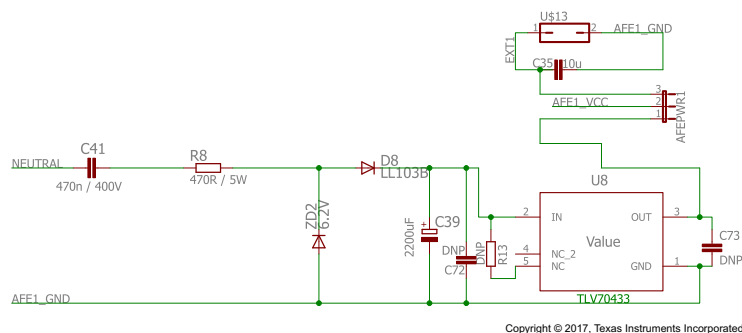 U$13
1 2 AFE1_GND
EXT1
C35 10u
3
AFE1_VCC 2
1
AFEPWR1
C41
NEUTRAL
470n / 400V
R8
470R / 5W
D8
LL103B
U8
ZD2
6.2V
2200uF
+
C39
DNP
C72
DNP
R13
2 IN OUT 3
Value
4 NC_2
5 NC GND 1
C73
DNP
TLV70433
AFE1_GND
Copyright © 2017, Texas Instruments Incorporated